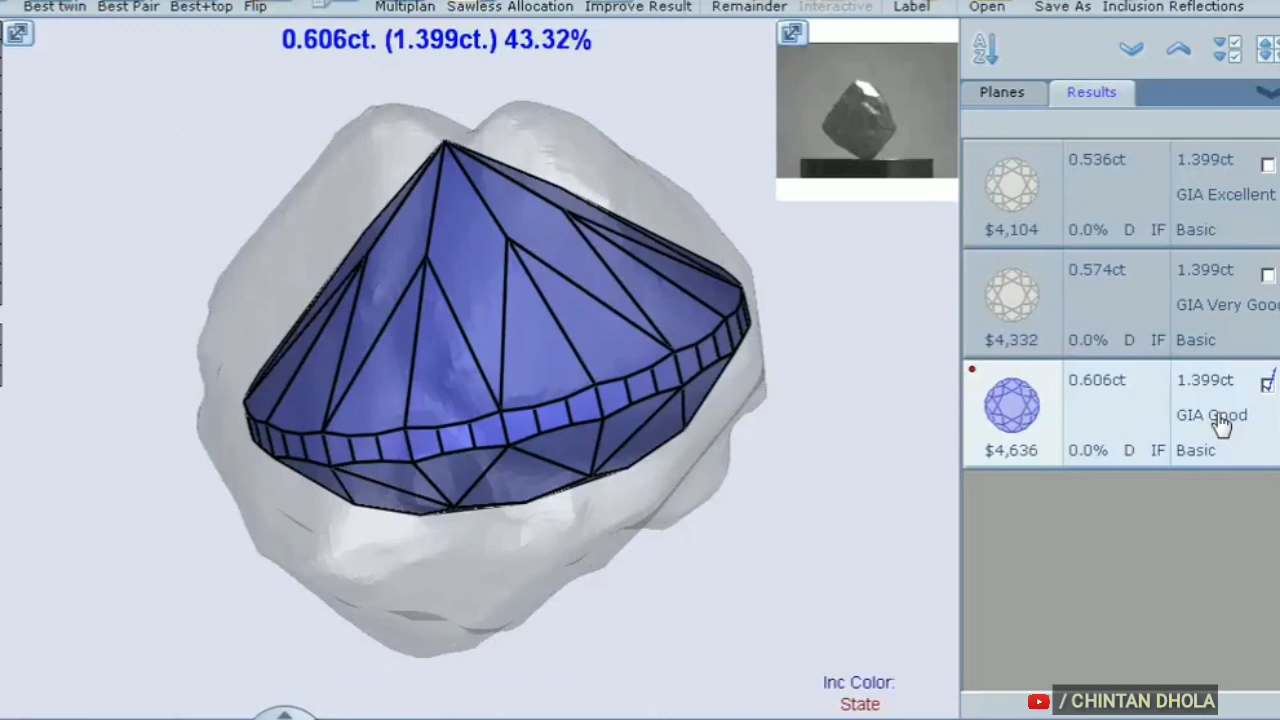 Best twin Best Pair Best+top Flip Multiplan Sawless Allocation Improve Result Remainder Interactive Label Open Save As Inclusion Reflections
0.606ct. (1.399ct.) 43.32%
A
Z
Planes Results
0.536ct 1.399ct
GIA Excellent
$4,104 0.0% D IF Basic
0.574ct 1.399ct
GIA Very Good
$4,332 0.0% D IF Basic
0.606ct 1.399ct
GIA Good
$4,636 0.0% D IF Basic
Inc Color:
State
/ CHINTAN DHOLA